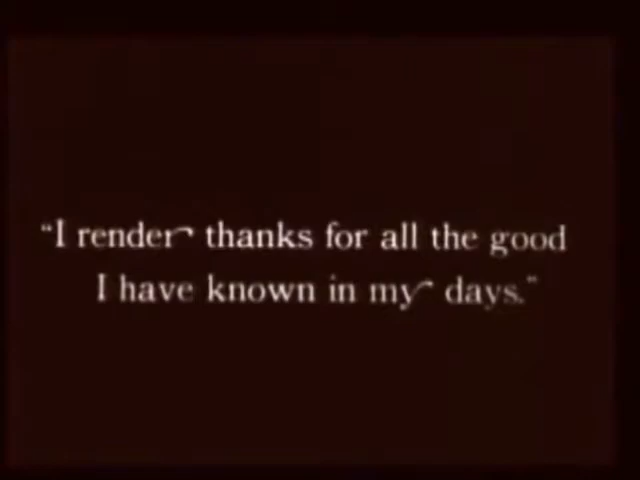 “I render thanks for all the good
I have known in my days.”